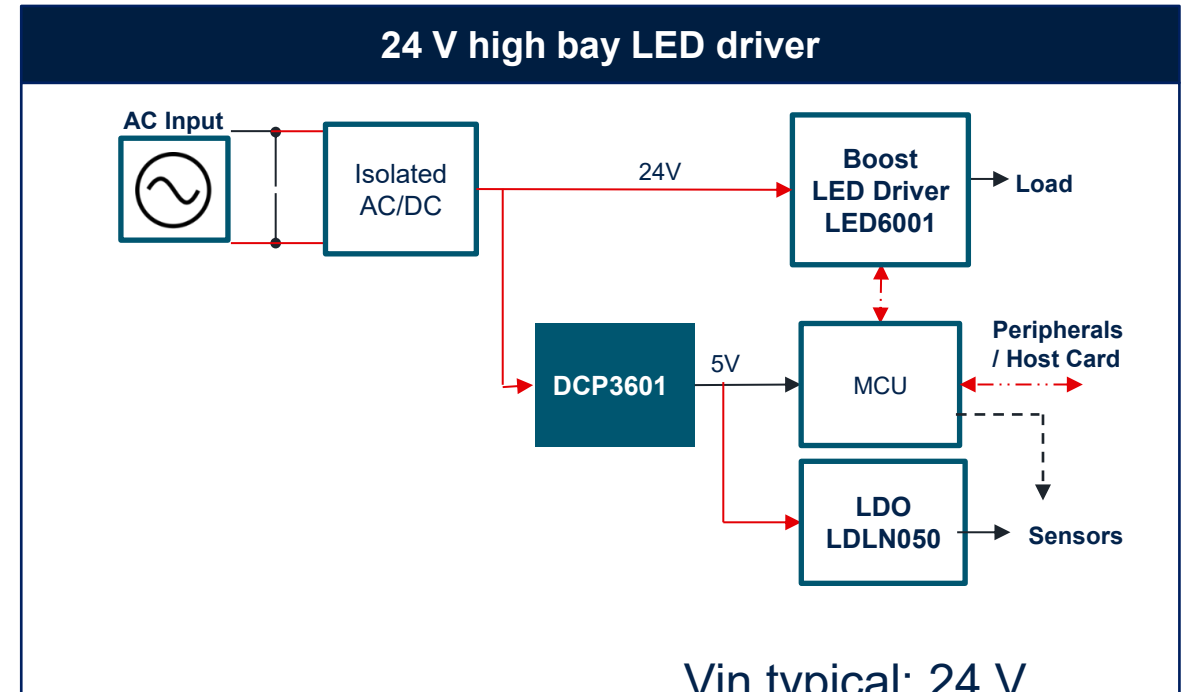 24 V high bay LED driver
AC Input
Isolated
AC/DC
24V
Boost
LED Driver
LED6001
Load
DCP3601
5V
MCU
Peripherals
/ Host Card
LDO
LDLN050
Sensors
Vin typical: 24 V